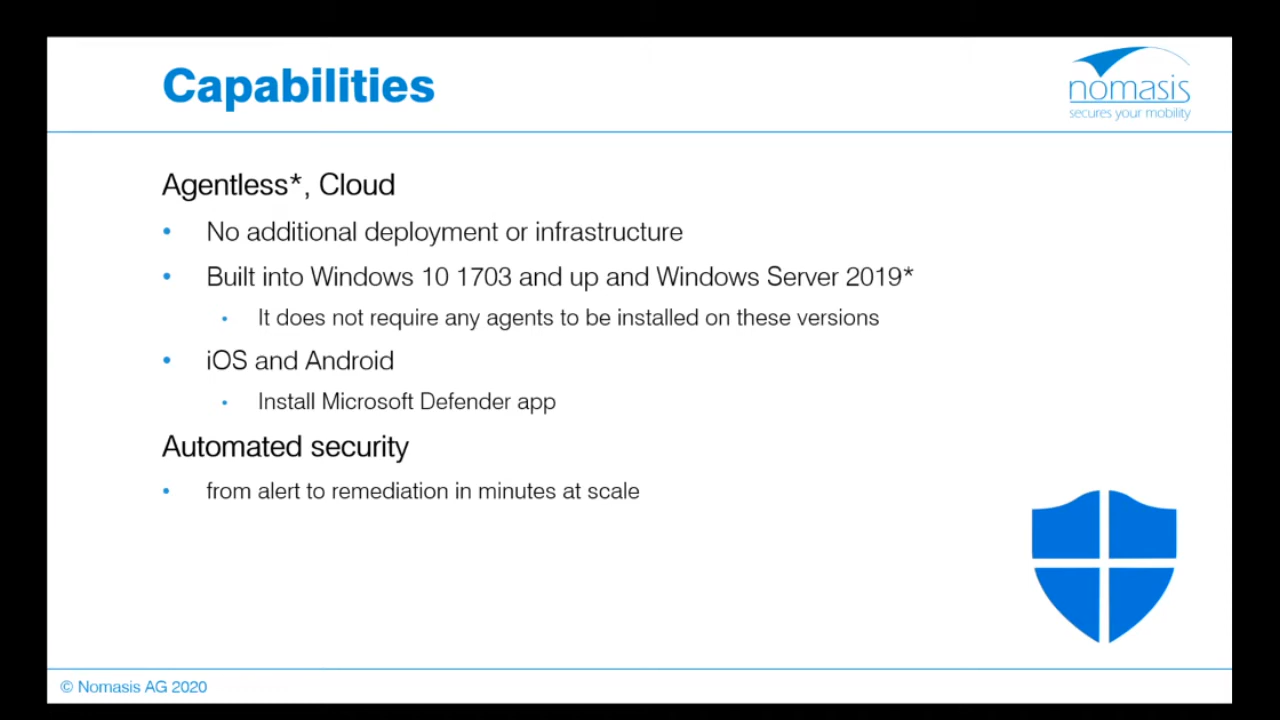 Capabilities
nomasis
secures your mobility
Agentless*, Cloud
• No additional deployment or infrastructure
• Built into Windows 10 1703 and up and Windows Server 2019*
• It does not require any agents to be installed on these versions
• iOS and Android
• Install Microsoft Defender app
Automated security
• from alert to remediation in minutes at scale
© Nomasis AG 2020